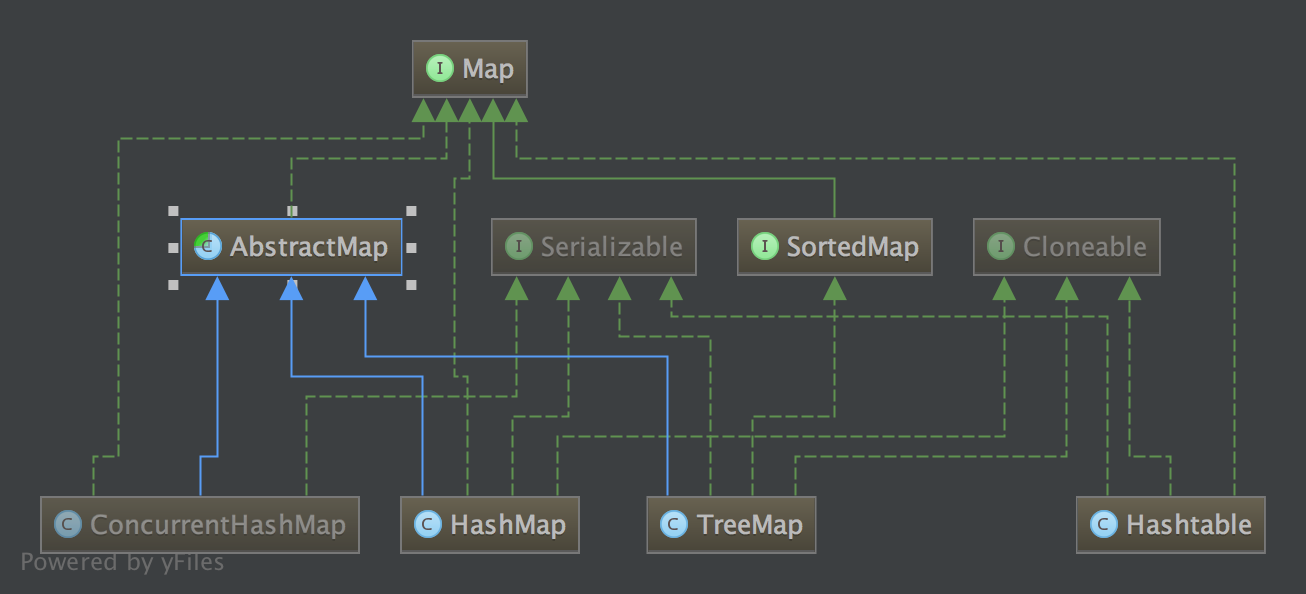 I Map
C AbstractMap
I Serializable
I SortedMap
I Cloneable
C ConcurrentHashMap
C HashMap
C TreeMap
C Hashtable
Powered by yFiles